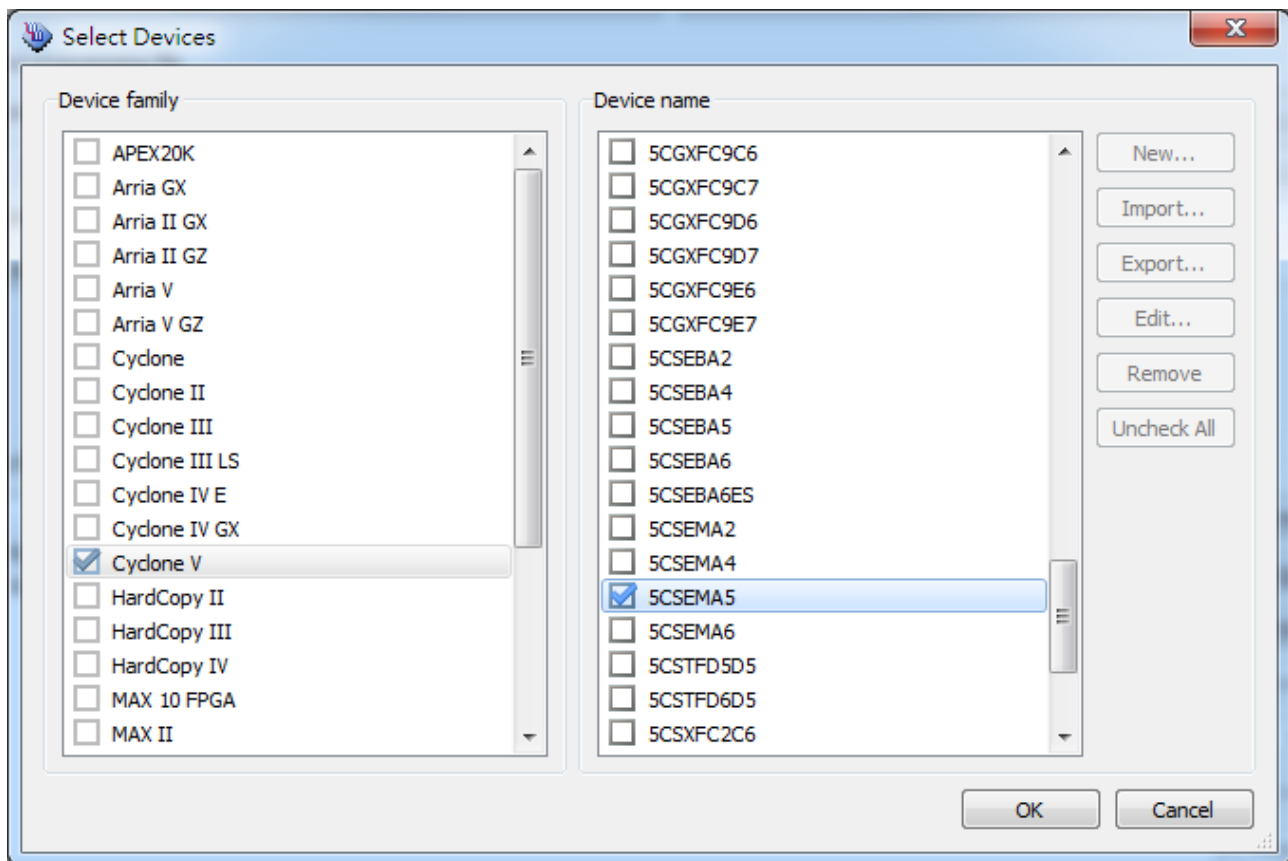 Select Devices
Device family
APEX20K
Arria GX
Arria II GX
Arria II GZ
Arria V
Arria V GZ
Cyclone
Cyclone II
Cyclone III
Cyclone III LS
Cyclone IV E
Cyclone IV GX
Cyclone V
HardCopy II
HardCopy III
HardCopy IV
MAX 10 FPGA
MAX II
Device name
5CGXFC9C6
5CGXFC9C7
5CGXFC9D6
5CGXFC9D7
5CGXFC9E6
5CGXFC9E7
5CSEBA2
5CSEBA4
5CSEBA5
5CSEBA6
5CSEBA6ES
5CSEMA2
5CSEMA4
5CSEMA5
5CSEMA6
5CSTFD5D5
5CSTFD6D5
5CSXFC2C6
New...
Import...
Export...
Edit...
Remove
Uncheck All
OK
Cancel